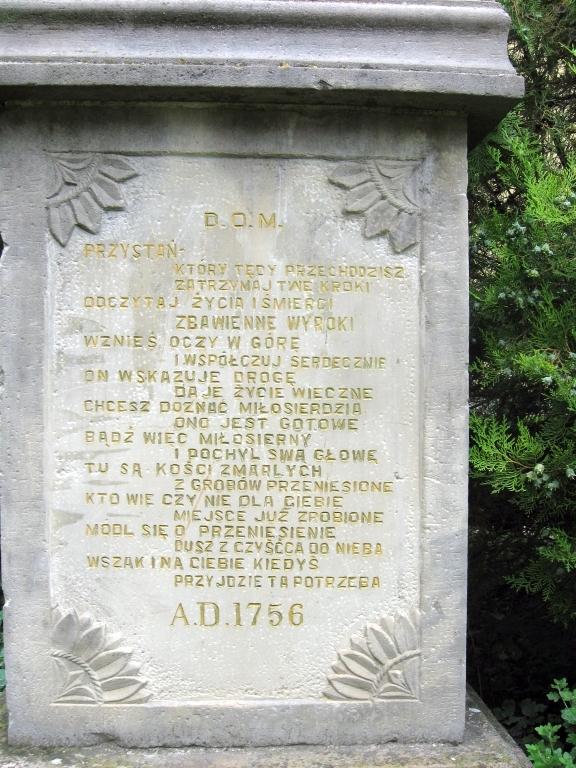 D.O.M.
PRZYSTAŃ:
KTÓRY TĘDY PRZECHODZISZ
ZATRZYMAJ TWE KROKI
ODCZYTAJ ŻYCIA I ŚMIERCI
ZBAWIENNE WYROKI
WZNIEŚ OCZY W GÓRĘ
I WSPÓŁCZUJ SERDECZNIE
ON WSKAZUJE DROGĘ
DAJE ŻYCIE WIECZNE
CHCESZ DOZNAĆ MIŁOSIERDZIA
ONO JEST GOTOWE
BĄDŹ WIEC MIŁOSIERNY
I POCHYL SWĄ GŁOWĘ
TU SĄ KOŚCI ZMARŁYCH
Z GROBÓW PRZENIESIONE
KTO WIE CZY NIE DLA CIEBIE
MIEJSCE JUŻ ZROBIONE
MÓDL SIĘ O PRZENIESIENIE
DUSZ Z CZYŚĆCA DO NIEBA
WSZAK I NA CIEBIE KIEDYŚ
PRZYJDZIE TA POTRZEBA
A.D.1756